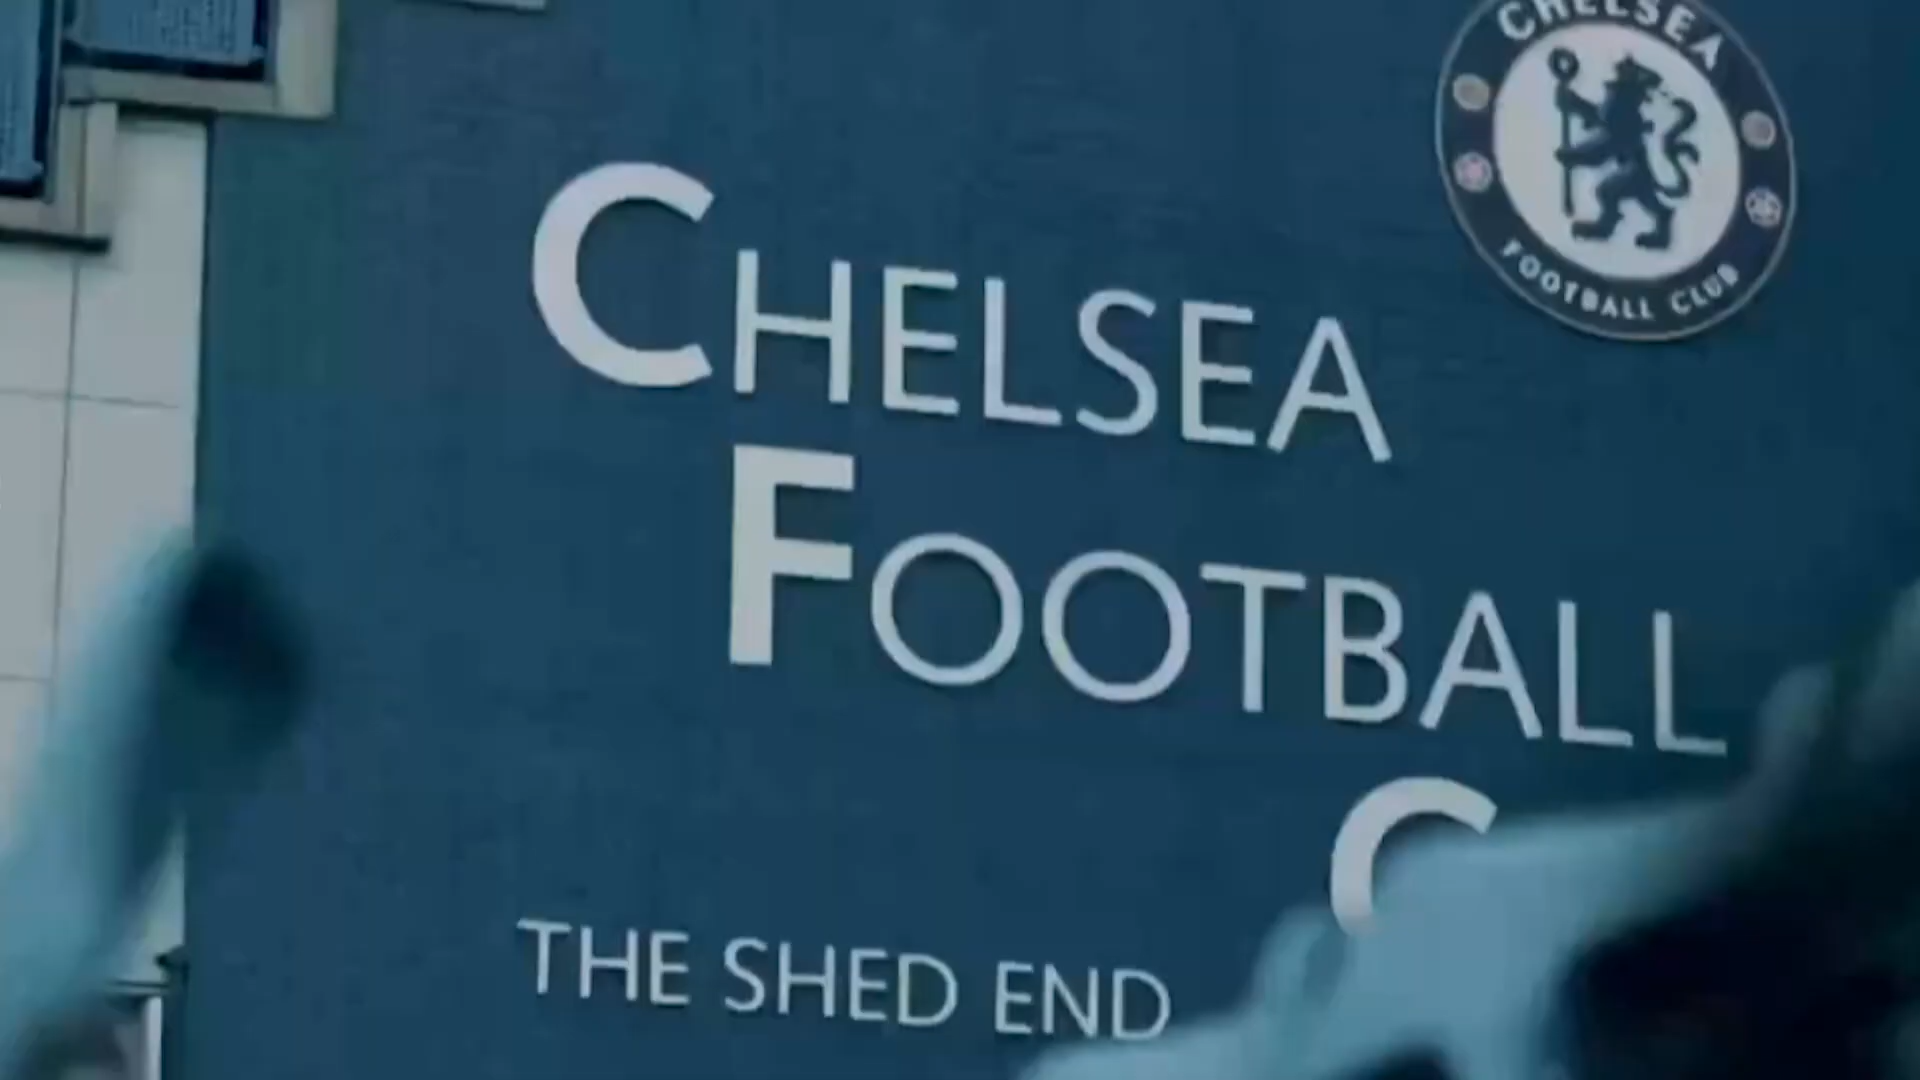 CHELSEA
FOOTBALL CLUB
CHELSEA
FOOTBALL
C
THE SHED END